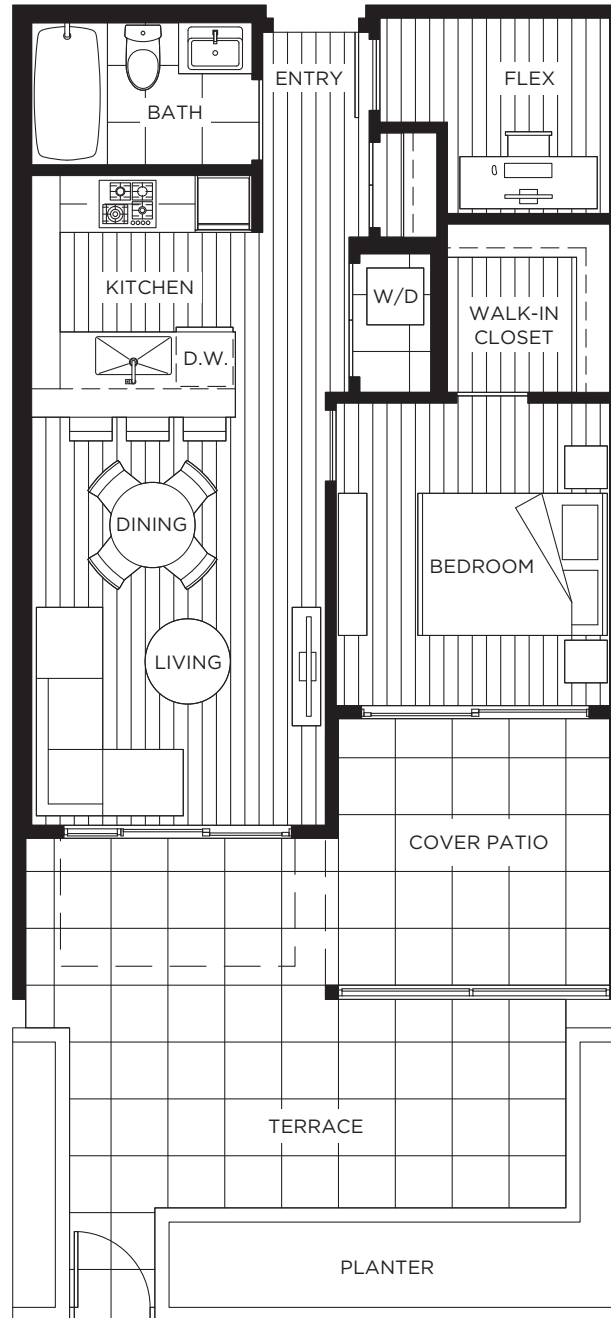 ENTRY
FLEX
BATH
KITCHEN
W/D
WALK-IN
CLOSET
D.W.
DINING
BEDROOM
LIVING
COVER PATIO
TERRACE
PLANTER